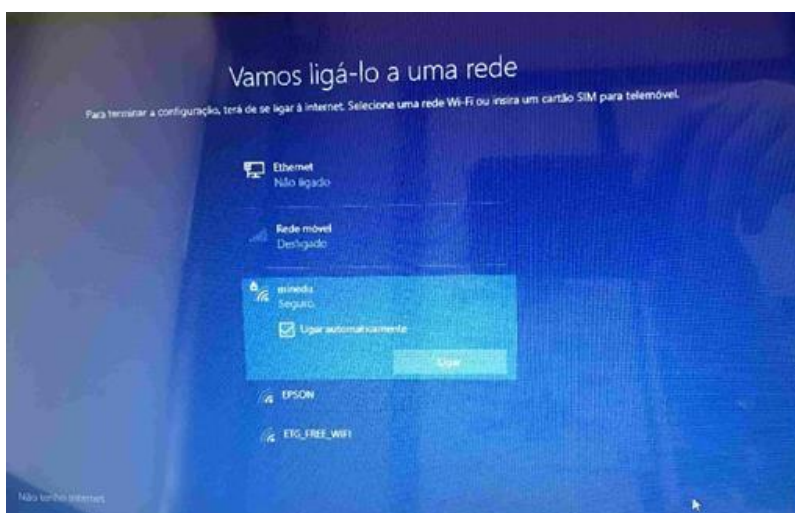 Vamos ligá-lo a uma rede
Para terminar a configuração, terá de se ligar à internet. Selecione uma rede Wi-Fi ou insira um cartão SIM para telemóvel.
Ethernet
Não ligado
Rede móvel
Desligado
minedu
Seguro
Ligar automaticamente
Ligar
EPSON
ETG_FREE_WIFI
Não tenho Internet